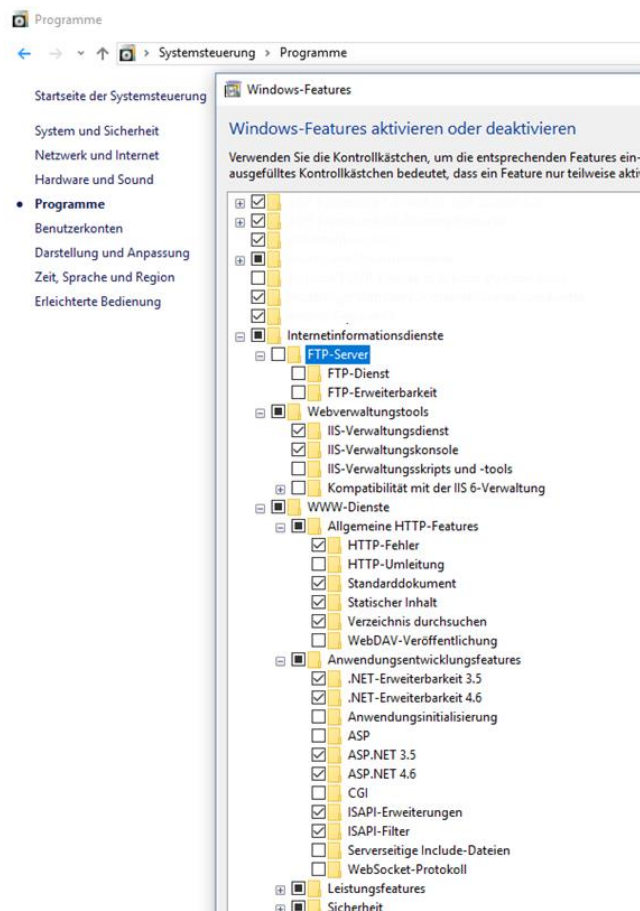 Programme
Systemsteuerung > Programme
Startseite der Systemsteuerung
System und Sicherheit
Netzwerk und Internet
Hardware und Sound
Programme
Benutzerkonten
Darstellung und Anpassung
Zeit, Sprache und Region
Erleichterte Bedienung
Windows-Features
Windows-Features aktivieren oder deaktivieren
Verwenden Sie die Kontrollkästchen, um die entsprechenden Features ein-
ausgefülltes Kontrollkästchen bedeutet, dass ein Feature nur teilweise akti
Internetinformationsdienste
FTP-Server
FTP-Dienst
FTP-Erweiterbarkeit
Webverwaltungstools
IIS-Verwaltungsdienst
IIS-Verwaltungskonsole
IIS-Verwaltungsskripts und -tools
Kompatibilität mit der IIS 6-Verwaltung
WWW-Dienste
Allgemeine HTTP-Features
HTTP-Fehler
HTTP-Umleitung
Standarddokument
Statischer Inhalt
Verzeichnis durchsuchen
WebDAV-Veröffentlichung
Anwendungsentwicklungsfeatures
.NET-Erweiterbarkeit 3.5
.NET-Erweiterbarkeit 4.6
Anwendungsinitialisierung
ASP
ASP.NET 3.5
ASP.NET 4.6
CGI
ISAPI-Erweiterungen
ISAPI-Filter
Serverseitige Include-Dateien
WebSocket-Protokoll
Leistungsfeatures
Sicherheit